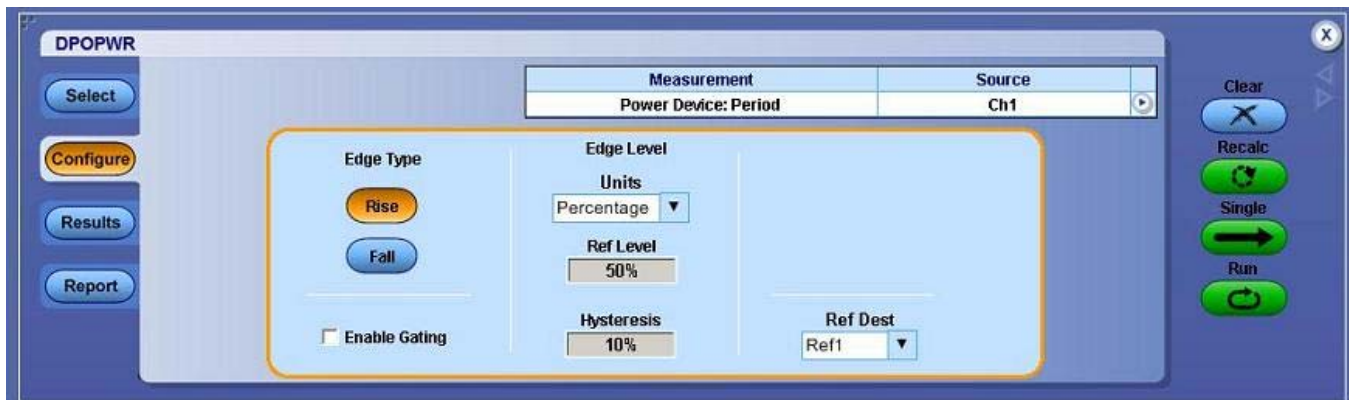 DPOPWR
Select
Configure
Results
Report
Measurement Source
Power Device: Period Ch1
Edge Type
Rise
Fall
Enable Gating
Edge Level
Units
Percentage
Ref Level
50%
Hysteresis
10%
Ref Dest
Ref1
X
Clear
Recalc
Single
Run